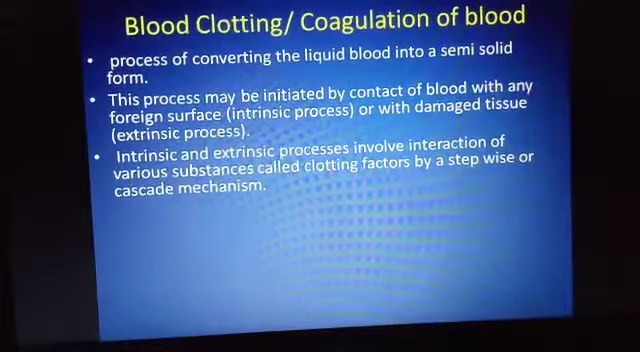 Blood Clotting/ Coagulation of blood
• process of converting the liquid blood into a semi solid
form.
• This process may be initiated by contact of blood with any
foreign surface (intrinsic process) or with damaged tissue
(extrinsic process).
• Intrinsic and extrinsic processes involve interaction of
various substances called clotting factors by a step wise or
cascade mechanism.